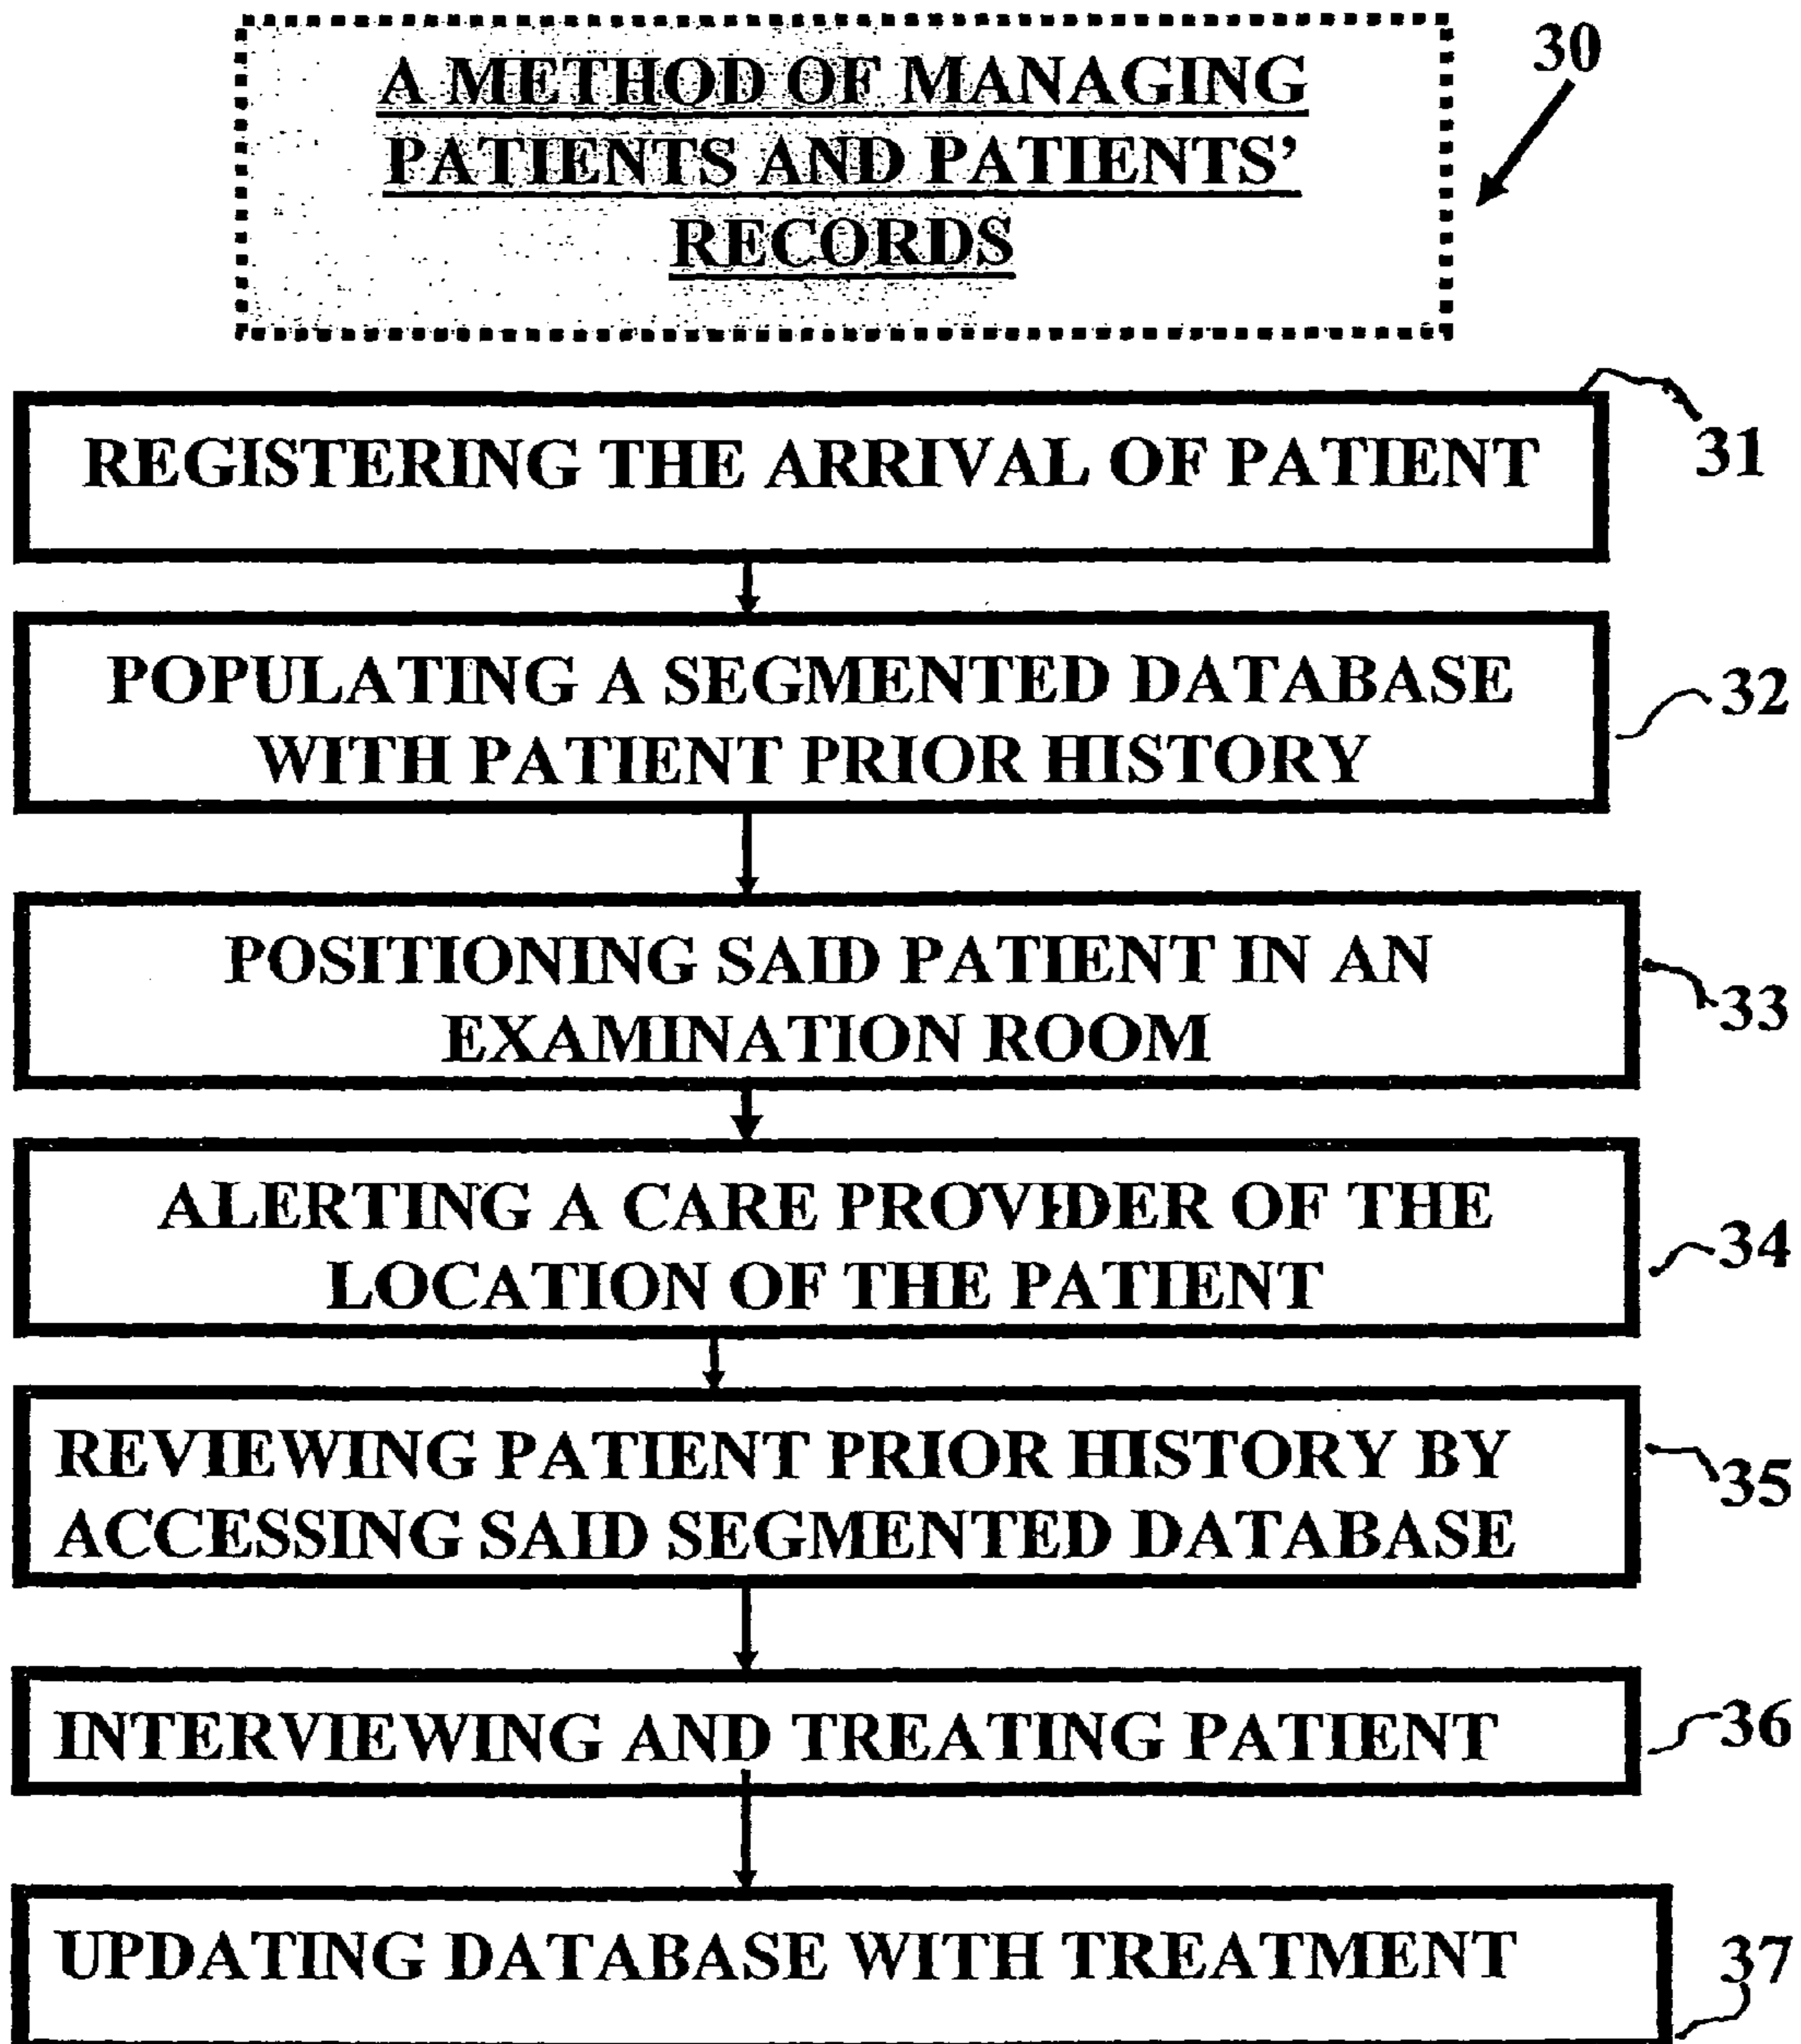 A METHOD OF MANAGING
PATIENTS AND PATIENTS'
RECORDS
30
REGISTERING THE ARRIVAL OF PATIENT
31
POPULATING A SEGMENTED DATABASE
WITH PATIENT PRIOR HISTORY
32
POSITIONING SAID PATIENT IN AN
EXAMINATION ROOM
33
ALERTING A CARE PROVIDER OF THE
LOCATION OF THE PATIENT
34
REVIEWING PATIENT PRIOR HISTORY BY
ACCESSING SAID SEGMENTED DATABASE
35
INTERVIEWING AND TREATING PATIENT
36
UPDATING DATABASE WITH TREATMENT
37